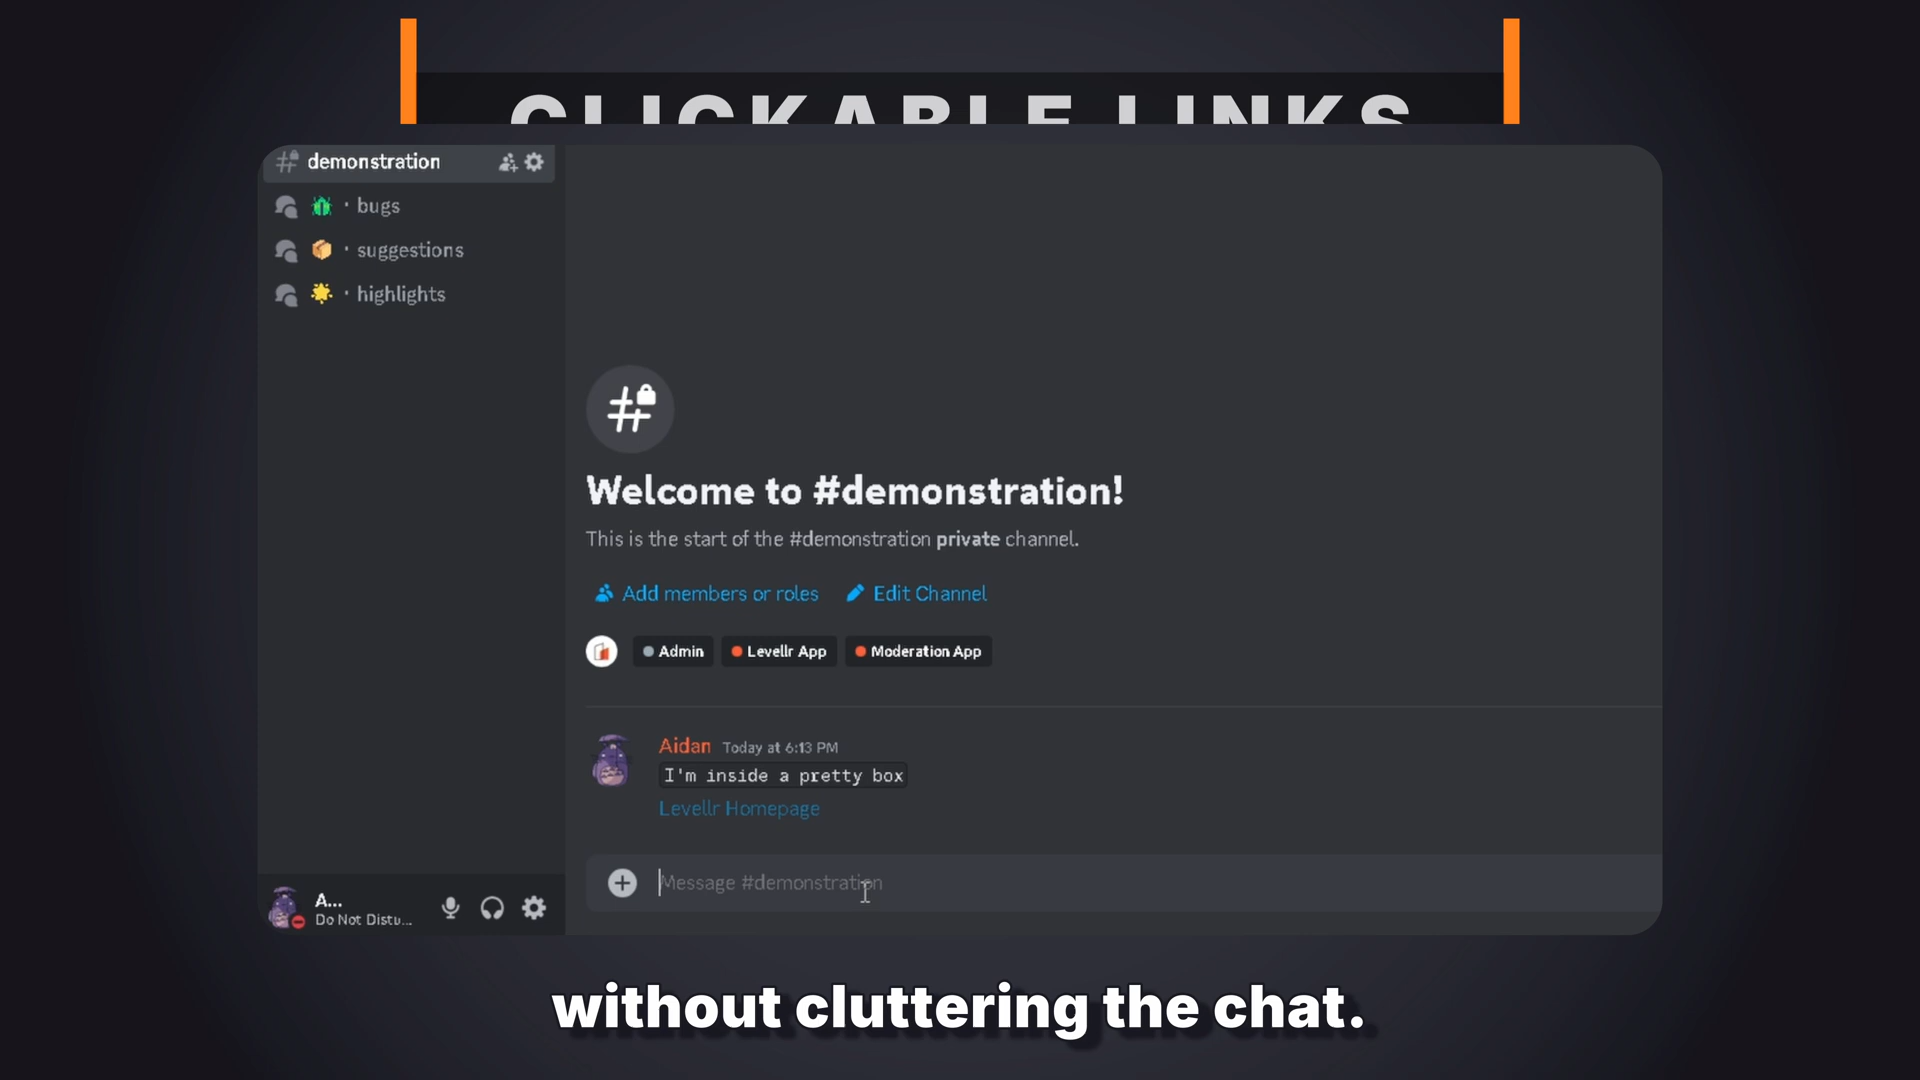 CLICKABLE LINKS
demonstration
· bugs
· suggestions
· highlights
Welcome to #demonstration!
This is the start of the #demonstration private channel.
Add members or roles Edit Channel
Admin Levellr App Moderation App
Aidan Today at 6:13 PM
I'm inside a pretty box
Levellr Homepage
Message #demonstration
A...
Do Not Distu...
without cluttering the chat.